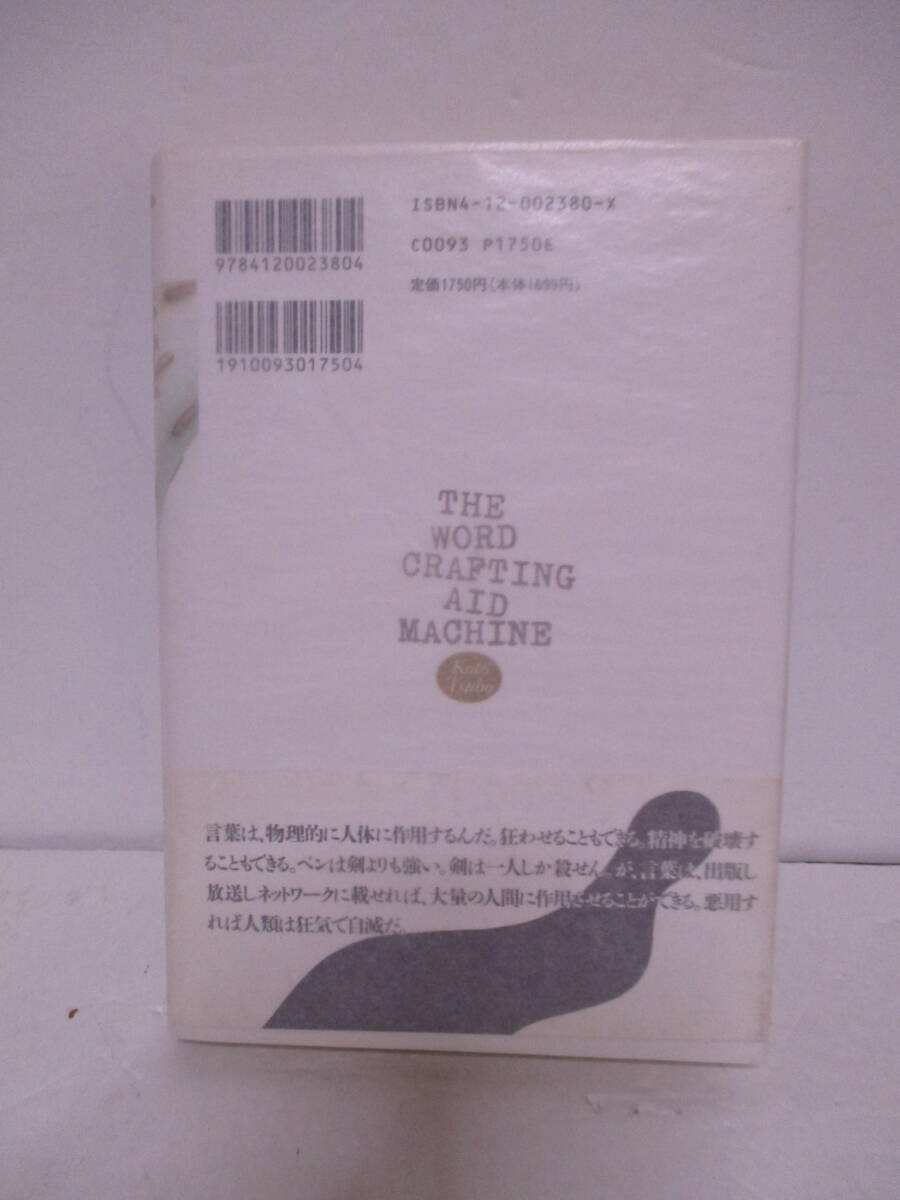 ISBN4-12-002380-X
C0093 P1750E
定価1750円(本体1699円)
9784120023804
1910093017504
THE
WORD
CRAFTING
AID
MACHINE
言葉は、物理的に人体に作用するんだ。狂わせることもできる。精神を破壊す
ることもできる。ペンは剣よりも強い。剣は一人しか殺せん。が、言葉は、出版し
放送しネットワークに載せれば、大量の人間に作用させることができる。悪用す
れば人類は狂気で自滅だ。